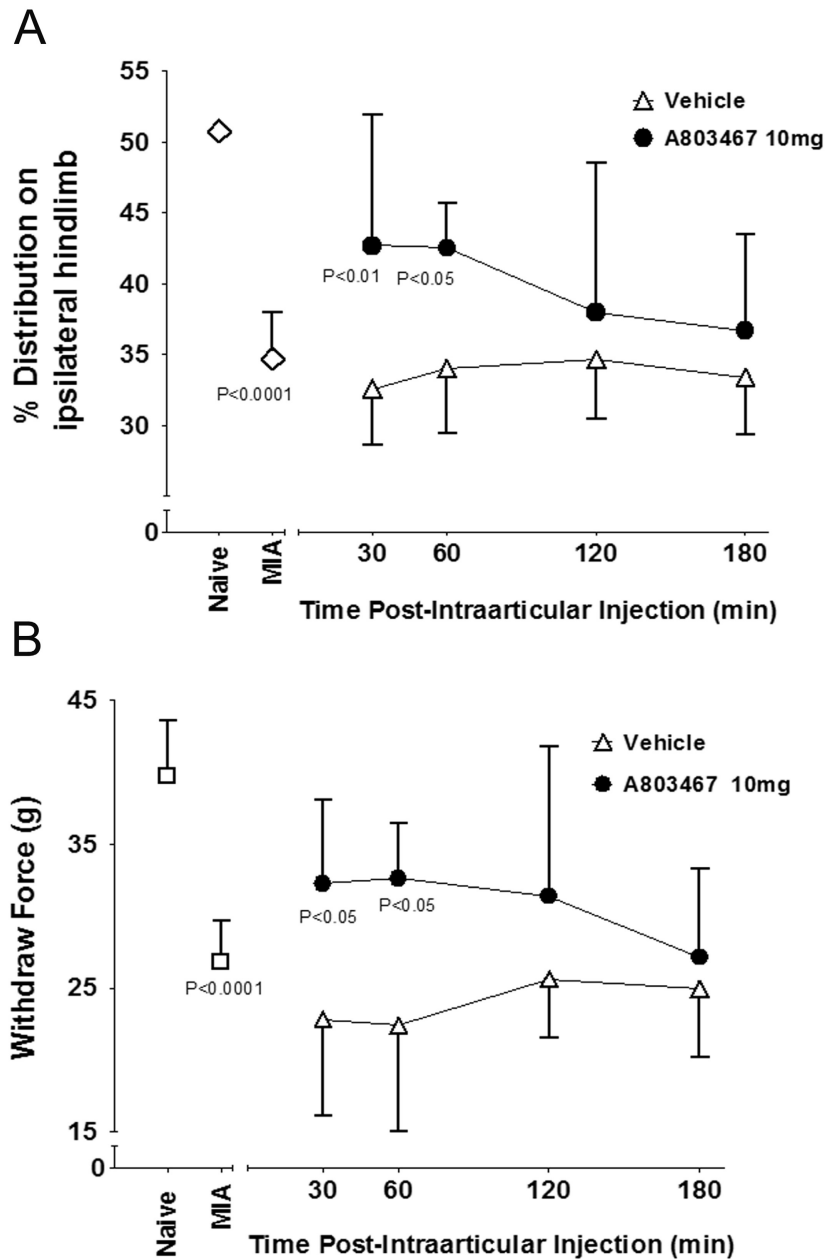 A
55
50
45
40
35
30
0
% Distribution on
ipsilateral hindlimb
Vehicle
A803467 10mg
P<0.01
P<0.05
P<0.0001
Naive
MIA
30
60
120
180
Time Post-Intraarticular Injection (min)
B
45
35
25
15
0
Withdraw Force (g)
Vehicle
A803467 10mg
P<0.05
P<0.05
P<0.0001
Naive
MIA
30
60
120
180
Time Post-Intraarticular Injection (min)